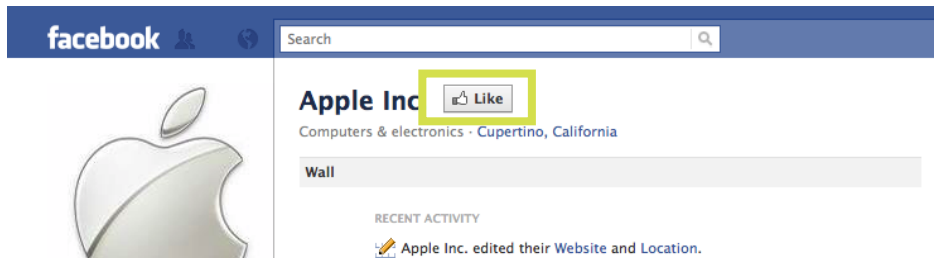 facebook
Search
Apple Inc Like
Computers & electronics · Cupertino, California
Wall
RECENT ACTIVITY
Apple Inc. edited their Website and Location.